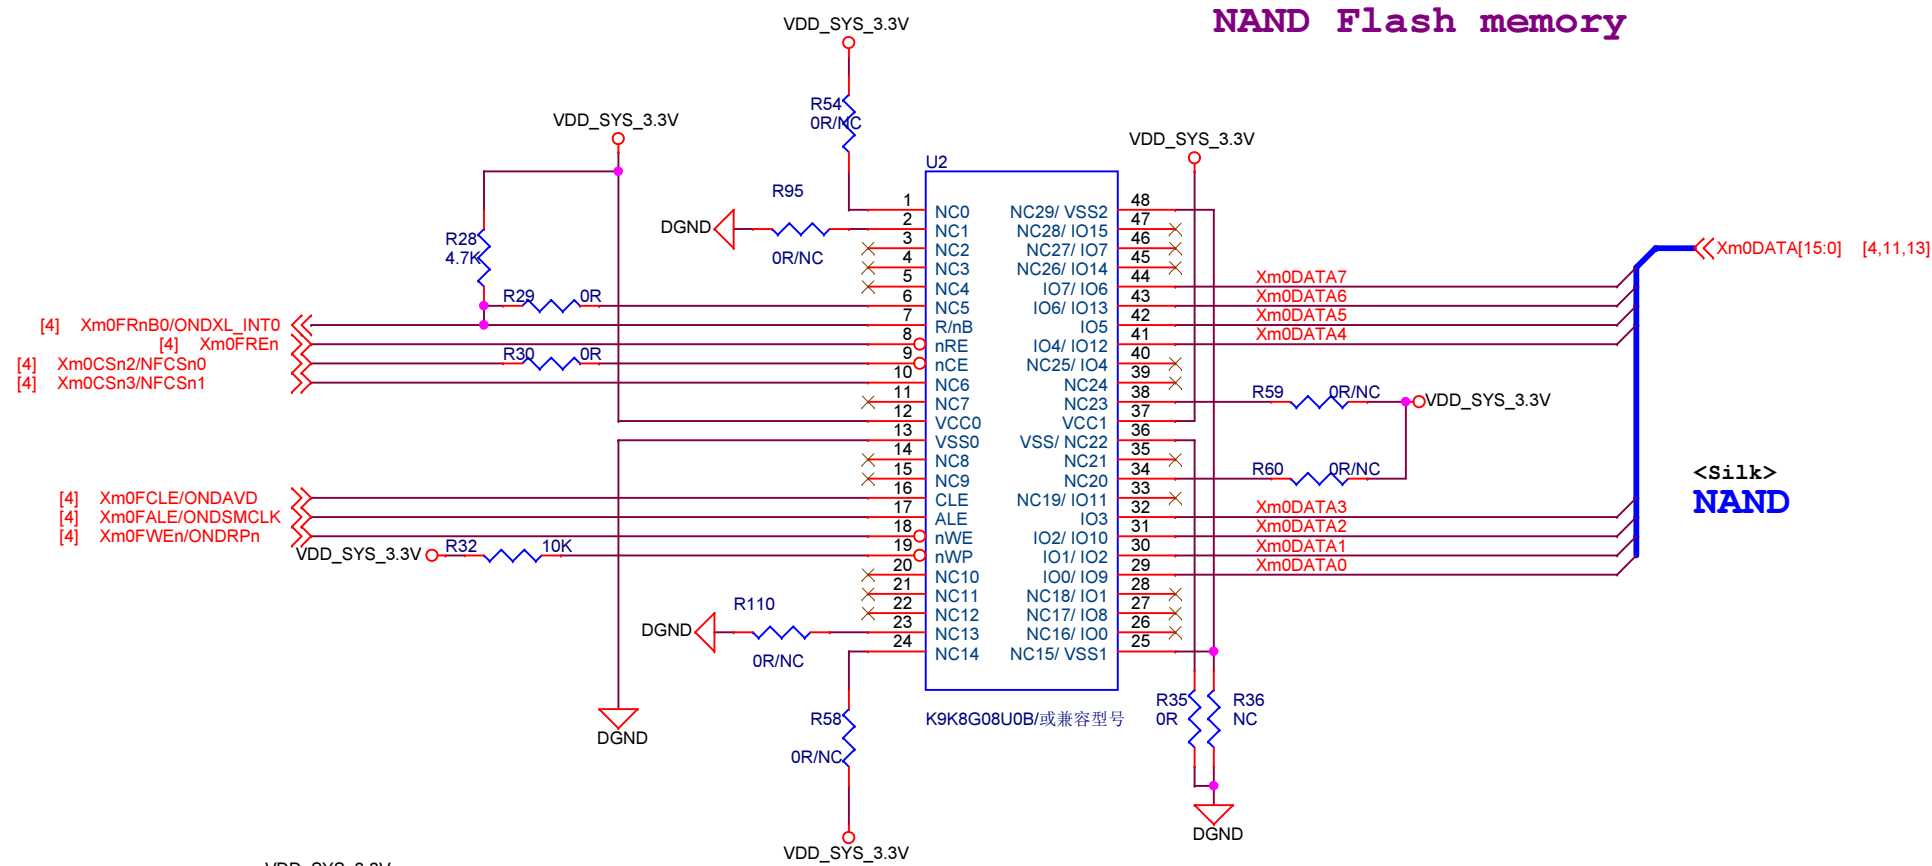 NAND Flash memory
VDD_SYS_3.3V
R54
0R/NC
VDD_SYS_3.3V
VDD_SYS_3.3V
U2
R95
DGND
0R/NC
R28
4.7K
R29 0R
[4] Xm0FRnB0/ONDXL_INT0
[4] Xm0FREn
R30 0R
[4] Xm0CSn2/NFCSn0
[4] Xm0CSn3/NFCSn1
[4] Xm0FCLE/ONDAVD
[4] Xm0FALE/ONDSMCLK
[4] Xm0FWEn/ONDRPn
VDD_SYS_3.3V R32 10K
R110
DGND
0R/NC
DGND
R58
0R/NC
VDD_SYS_3.3V
1 NC0 NC29/ VSS2 48
2 NC1 NC28/ IO15 47
3 NC2 NC27/ IO7 46
4 NC3 NC26/ IO14 45
5 NC4 IO7/ IO6 44 Xm0DATA7
6 NC5 IO6/ IO13 43 Xm0DATA6
7 R/nB IO5 42 Xm0DATA5
8 nRE IO4/ IO12 41 Xm0DATA4
9 nCE NC25/ IO4 40
10 NC6 NC24 39
11 NC7 NC23 38
12 VCC0 VCC1 37
13 VSS0 VSS/ NC22 36
14 NC8 NC21 35
15 NC9 NC20 34
16 CLE NC19/ IO11 33
17 ALE IO3 32 Xm0DATA3
18 nWE IO2/ IO10 31 Xm0DATA2
19 nWP IO1/ IO2 30 Xm0DATA1
20 NC10 IO0/ IO9 29 Xm0DATA0
21 NC11 NC18/ IO1 28
22 NC12 NC17/ IO8 27
23 NC13 NC16/ IO0 26
24 NC14 NC15/ VSS1 25
K9K8G08U0B/或兼容型号
Xm0DATA[15:0] [4,11,13]
R59 0R/NC VDD_SYS_3.3V
R60 0R/NC
<Silk>
NAND
R35
0R
R36
NC
DGND
VDD_SYS_3.3V